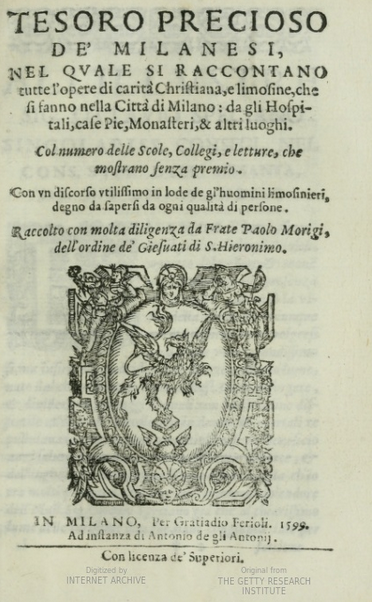 TESORO PRECIOSO
DE' MILANESI,
NEL QVALE SI RACCONTANO
tutte l'opere di carità Christiana, e limosine, che
si fanno nella Città di Milano: da gli Hospi-
tali, case Pie, Monasteri, & altri luoghi.
Col numero delle Scole, Collegi, e letture, che
mostrano senza premio.
Con vn discorso vtilissimo in lode de gl'huomini limosinieri,
degno da sapersi da ogni qualità di persone.
Raccolto con molta diligenza da Frate Paolo Morigi,
dell'ordine de' Giesuati di S. Hieronimo.
IN MILANO, Per Gratiadio Ferioli. 1599.
Ad instanza di Antonio de gli Antonij.
Con licenza de' Superiori.
Digitized by
INTERNET ARCHIVE
Original from
THE GETTY RESEARCH
INSTITUTE